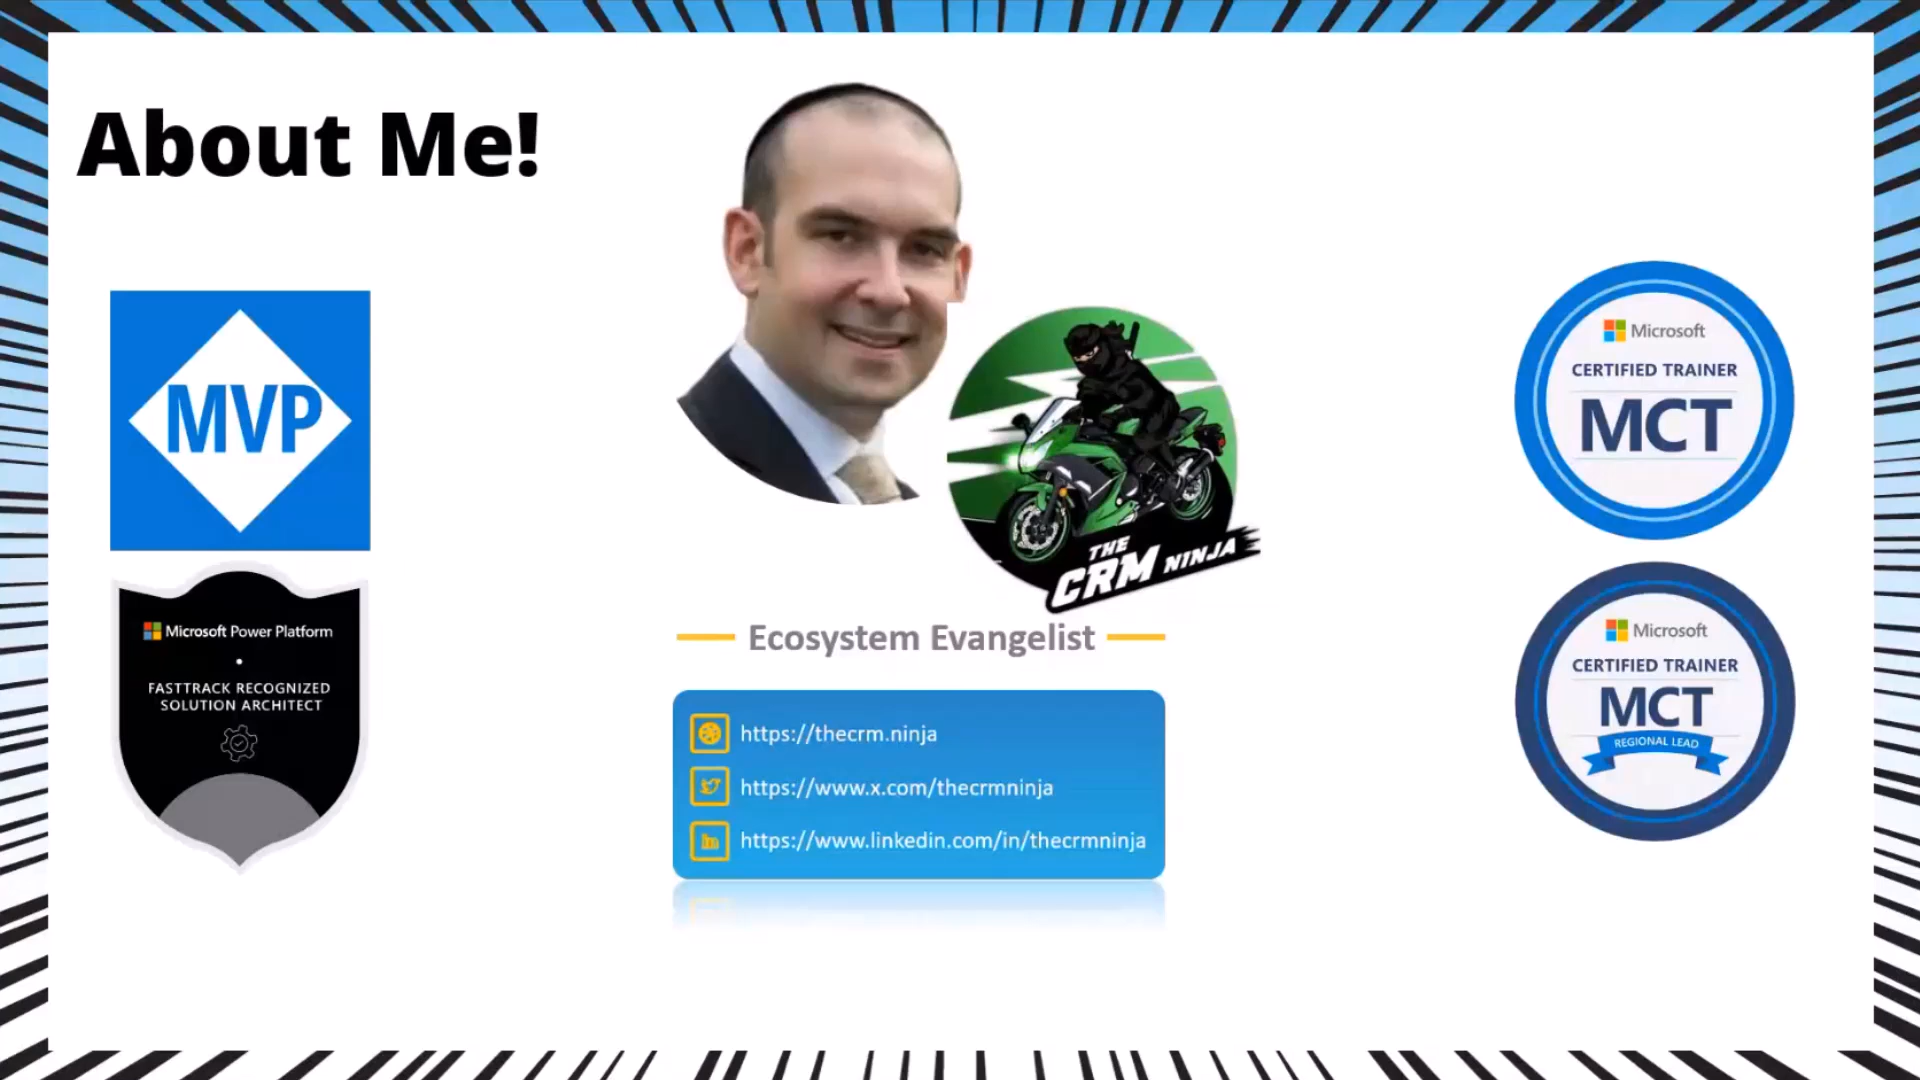 About Me!
MVP
Microsoft Power Platform
FASTTRACK RECOGNIZED
SOLUTION ARCHITECT
THE
CRM NINJA
Ecosystem Evangelist
https://thecrm.ninja
https://www.x.com/thecrmninja
https://www.linkedin.com/in/thecrmninja
Microsoft
CERTIFIED TRAINER
MCT
Microsoft
CERTIFIED TRAINER
MCT
REGIONAL LEAD